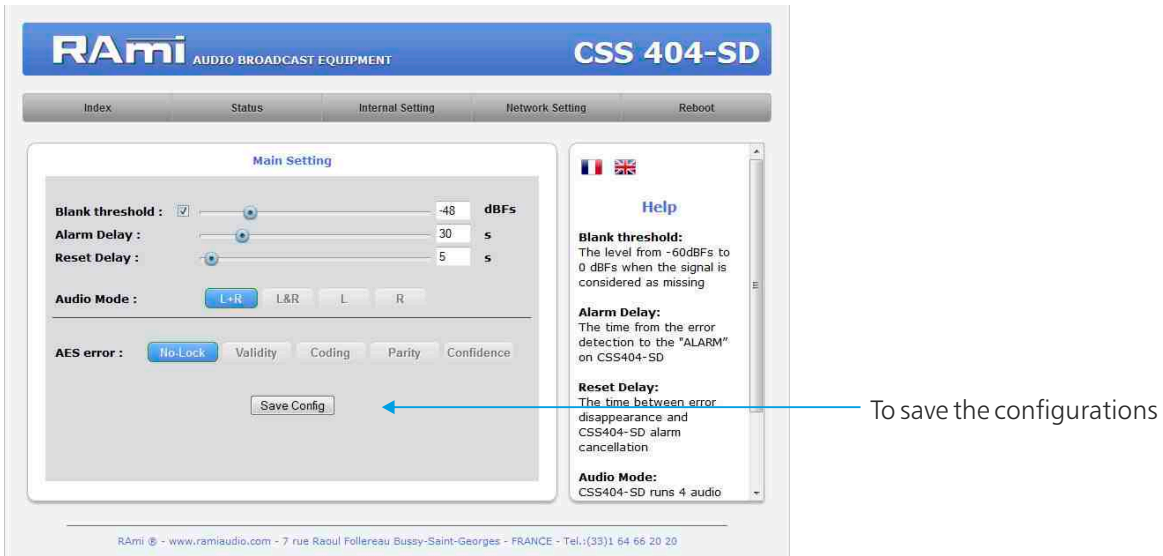 RAmi AUDIO BROADCAST EQUIPMENT
CSS 404-SD
Index Status Internal Setting Network Setting Reboot
Main Setting
Blank threshold : -48 dBFs
Alarm Delay : 30 s
Reset Delay : 5 s
Audio Mode : L+R L&R L R
AES error : No-Lock Validity Coding Parity Confidence
Save Config
Help
Blank threshold:
The level from -60dBFs to
0 dBFs when the signal is
considered as missing
Alarm Delay:
The time from the error
detection to the "ALARM"
on CSS404-SD
Reset Delay:
The time between error
disappearance and
CSS404-SD alarm
cancellation
Audio Mode:
CSS404-SD runs 4 audio
To save the configurations
RAmi ® - www.ramiaudio.com - 7 rue Raoul Follereau Bussy-Saint-Georges - FRANCE - Tel.:(33)1 64 66 20 20